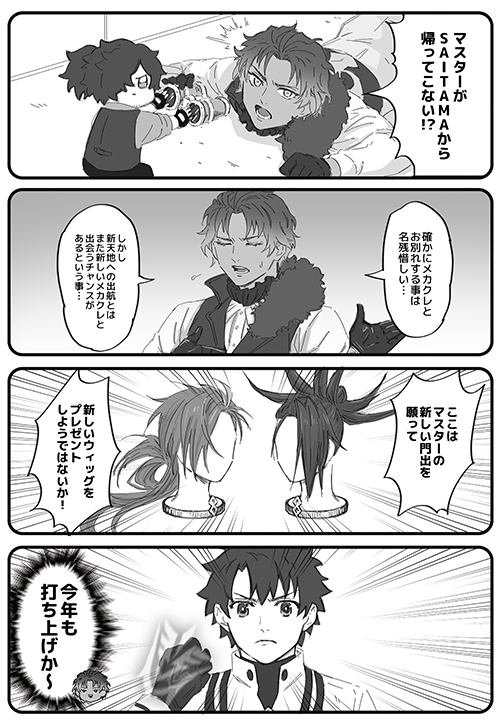 マスターが
SAITAMAから
帰ってこない!?
確かにメカクレと
お別れする事は
名残惜しい…
しかし
新天地への出航とは
また新しいメカクレと
出会うチャンスが
あるという事…
ここは
マスターの
新しい門出を
願って
新しいウィッグを
プレゼント
しようではないか!
今年も
打ち上げか〜